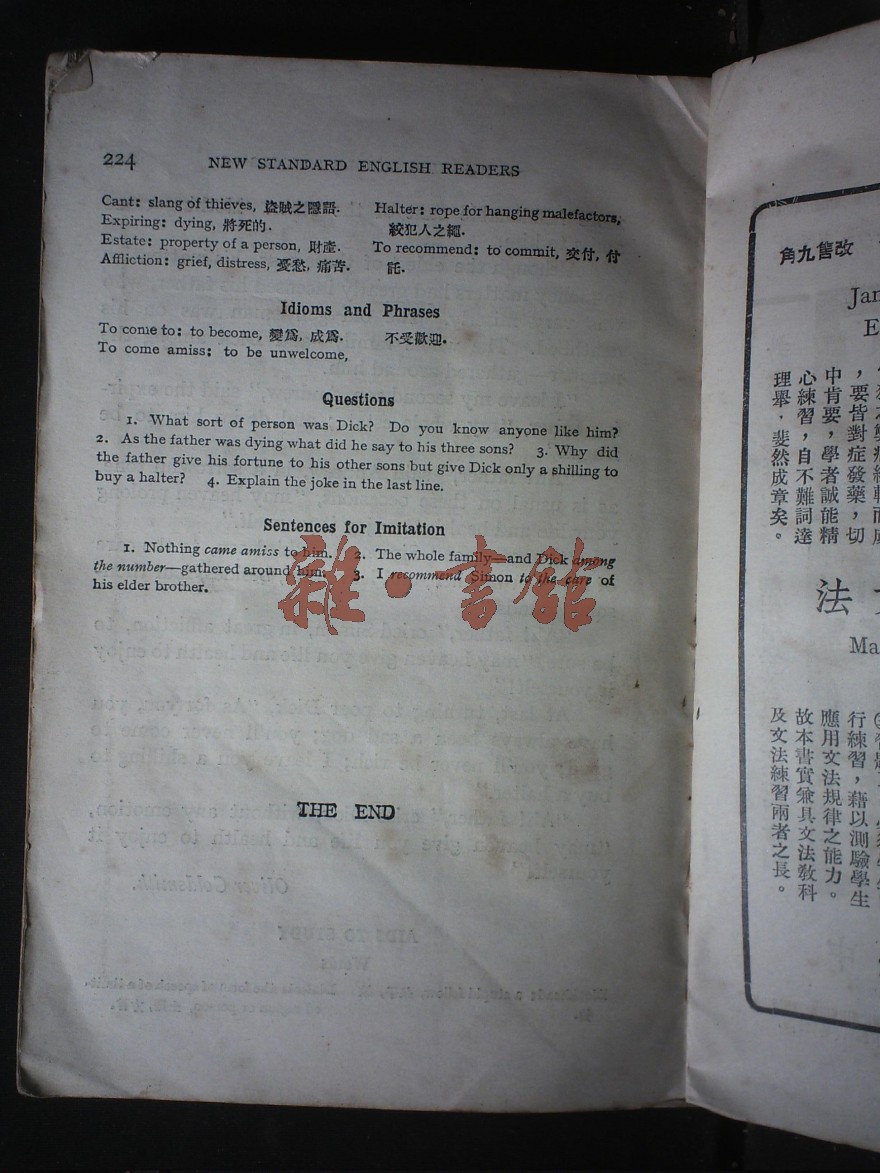 224 NEW STANDARD ENGLISH READERS
Cant: slang of thieves, 盜賊之隱語.
Expiring: dying, 將死的.
Estate: property of a person, 財產.
Affliction: grief, distress, 憂愁, 痛苦.
Halter: rope for hanging malefactors,
絞犯人之繩.
To recommend: to commit, 交付, 付
託.
Idioms and Phrases
To come to: to become, 變爲, 成爲.
To come amiss: to be unwelcome,
不受歡迎.
Questions
1. What sort of person was Dick? Do you know anyone like him?
2. As the father was dying what did he say to his three sons? 3. Why did
the father give his fortune to his other sons but give Dick only a shilling to
buy a halter? 4. Explain the joke in the last line.
Sentences for Imitation
1. Nothing came amiss to him. 2. The whole family—and Dick among
the number—gathered around him. 3. I recommend Simon to the care of
his elder brother.
雜·書館
THE END
改售九角
Jan
E
，要皆對症發藥，切
中肯要，學者誠能精
心練習，自不難詞達
理舉，斐然成章矣。
法
Ma
行練習，藉以測驗學生
應用文法規律之能力。
故本書實兼具文法教科
及文法練習兩者之長。